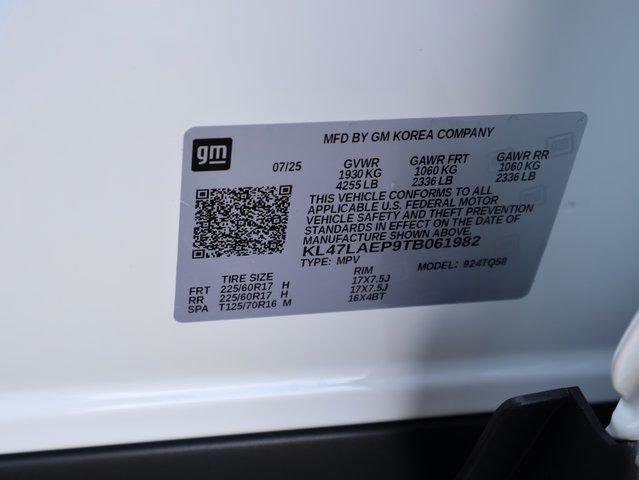 gm
MFD BY GM KOREA COMPANY
07/25 GVWR GAWR FRT GAWR RR
1930 KG 1060 KG 1060 KG
4255 LB 2336 LB 2336 LB
THIS VEHICLE CONFORMS TO ALL
APPLICABLE U.S. FEDERAL MOTOR
VEHICLE SAFETY AND THEFT PREVENTION
STANDARDS IN EFFECT ON THE DATE OF
MANUFACTURE SHOWN ABOVE.
KL47LAEP9TB061982
TYPE: MPV MODEL: 924TQ58
TIRE SIZE RIM
FRT 225/60R17 H 17X7.5J
RR 225/60R17 H 17X7.5J
SPA T125/70R16 M 16X4BT